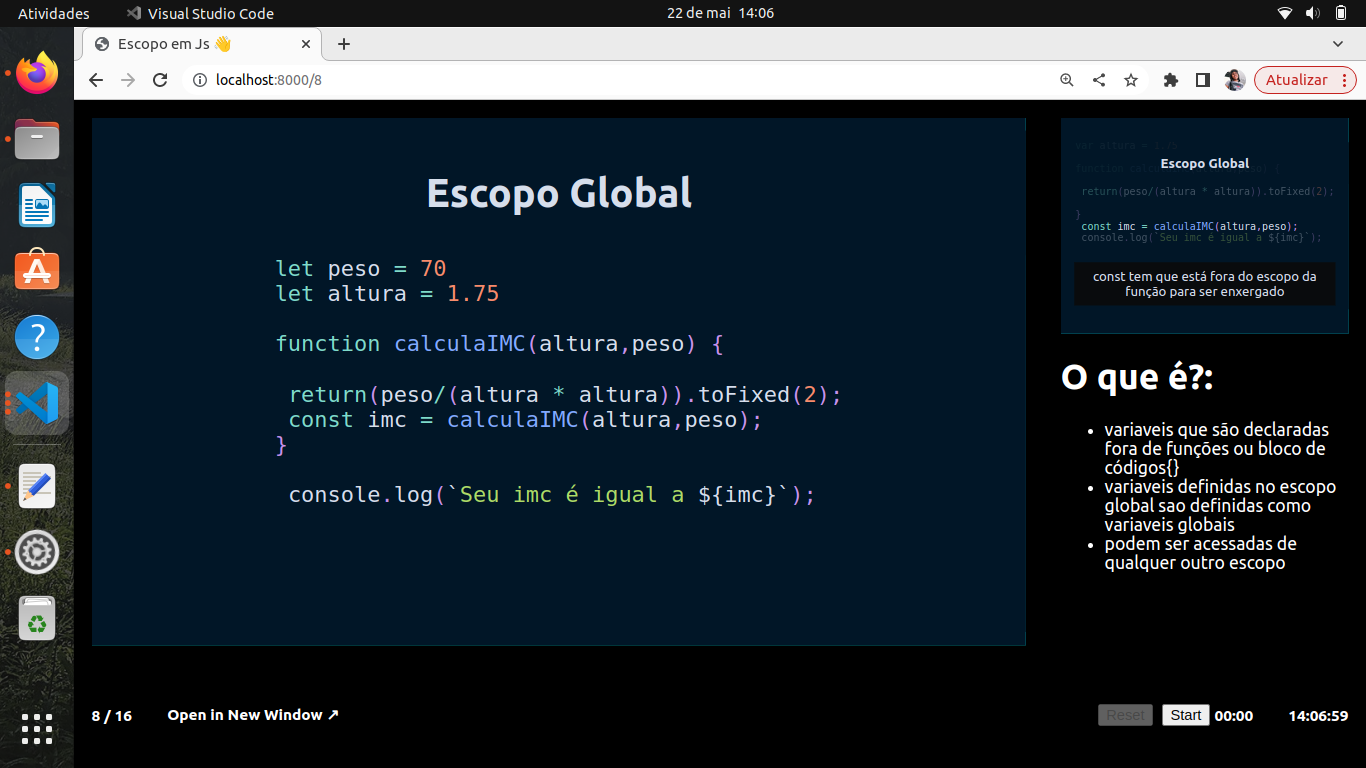 Atividades
Visual Studio Code
22 de mai 14:06
Escopo em Js 👋
localhost:8000/8
Atualizar
Escopo Global
let peso = 70
let altura = 1.75
function calculaIMC(altura,peso) {
return(peso/(altura * altura)).toFixed(2);
const imc = calculaIMC(altura,peso);
}
console.log(`Seu imc é igual a ${imc}`);
var altura = 1.75
Escopo Global
return(peso/(altura * altura)).toFixed(2);
}
const imc = calculaIMC(altura,peso);
console.log(`Seu imc é igual a ${imc}`);
const tem que está fora do escopo da
função para ser enxergado
O que é?:
• variaveis que são declaradas
fora de funções ou bloco de
códigos{}
• variaveis definidas no escopo
global sao definidas como
variaveis globais
• podem ser acessadas de
qualquer outro escopo
8 / 16
Open in New Window ↗
Reset
Start
00:00
14:06:59